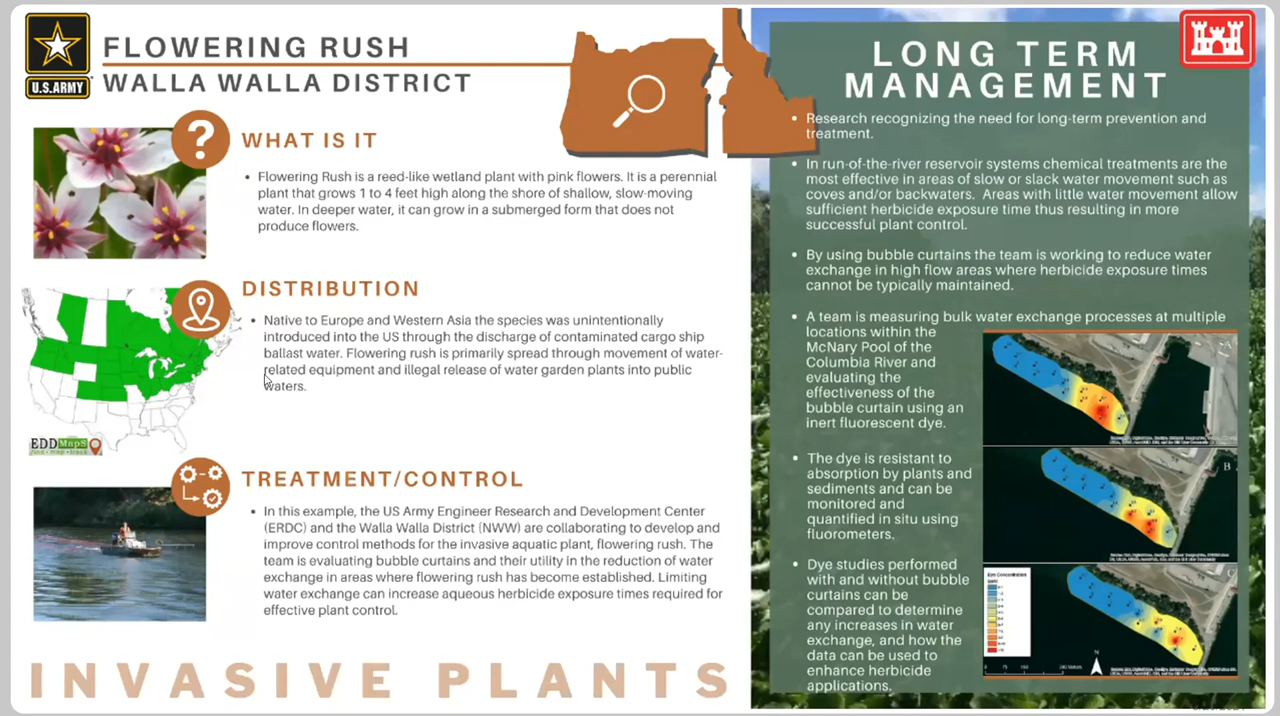 U.S.ARMY
FLOWERING RUSH
WALLA WALLA DISTRICT
WHAT IS IT
• Flowering Rush is a reed-like wetland plant with pink flowers. It is a perennial
plant that grows 1 to 4 feet high along the shore of shallow, slow-moving
water. In deeper water, it can grow in a submerged form that does not
produce flowers.
DISTRIBUTION
• Native to Europe and Western Asia the species was unintentionally
introduced into the US through the discharge of contaminated cargo ship
ballast water. Flowering rush is primarily spread through movement of water-
related equipment and illegal release of water garden plants into public
waters.
EDDMapS
TREATMENT/CONTROL
• In this example, the US Army Engineer Research and Development Center
(ERDC) and the Walla Walla District (NWW) are collaborating to develop and
improve control methods for the invasive aquatic plant, flowering rush. The
team is evaluating bubble curtains and their utility in the reduction of water
exchange in areas where flowering rush has become established. Limiting
water exchange can increase aqueous herbicide exposure times required for
effective plant control.
INVASIVE PLANTS
LONG TERM
MANAGEMENT
• Research recognizing the need for long-term prevention and
treatment.
• In run-of-the-river reservoir systems chemical treatments are the
most effective in areas of slow or slack water movement such as
coves and/or backwaters. Areas with little water movement allow
sufficient herbicide exposure time thus resulting in more
successful plant control.
• By using bubble curtains the team is working to reduce water
exchange in high flow areas where herbicide exposure times
cannot be typically maintained.
• A team is measuring bulk water exchange processes at multiple
locations within the
McNary Pool of the
Columbia River and
evaluating the
effectiveness of the
bubble curtain using an
inert fluorescent dye.
• The dye is resistant to
absorption by plants and
sediments and can be
monitored and
quantified in situ using
fluorometers.
• Dye studies performed
with and without bubble
curtains can be
compared to determine
any increases in water
exchange, and how the
data can be used to
enhance herbicide
applications.
A
B
C
Dye Concentration
N